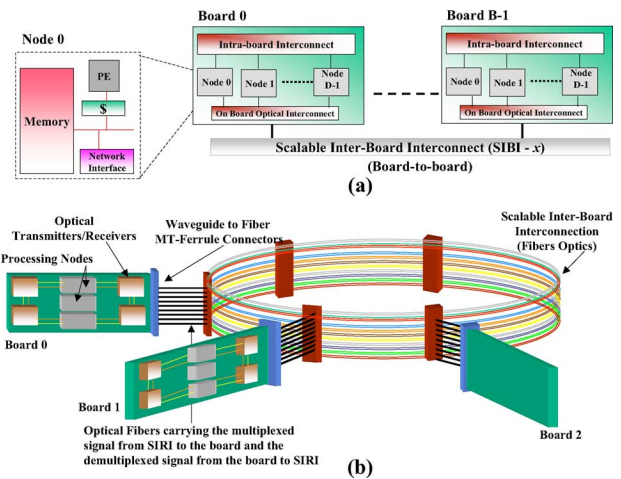 Node 0
PE
$
Memory
Network
Interface
Board 0
Intra-board Interconnect
Node 0
Node 1
Node
D-1
On Board Optical Interconnect
Board B-1
Intra-board Interconnect
Node 0
Node 1
Node
D-1
On Board Optical Interconnect
Scalable Inter-Board Interconnect (SIBI - x)
(Board-to-board)
(a)
Optical
Transmitters/Receivers
Processing Nodes
Waveguide to Fiber
MT-Ferrule Connectors
Scalable Inter-Board
Interconnection
(Fibers Optics)
Board 0
Board 1
Board 2
Optical Fibers carrying the multiplexed
signal from SIRI to the board and the
demultiplexed signal from the board to SIRI
(b)